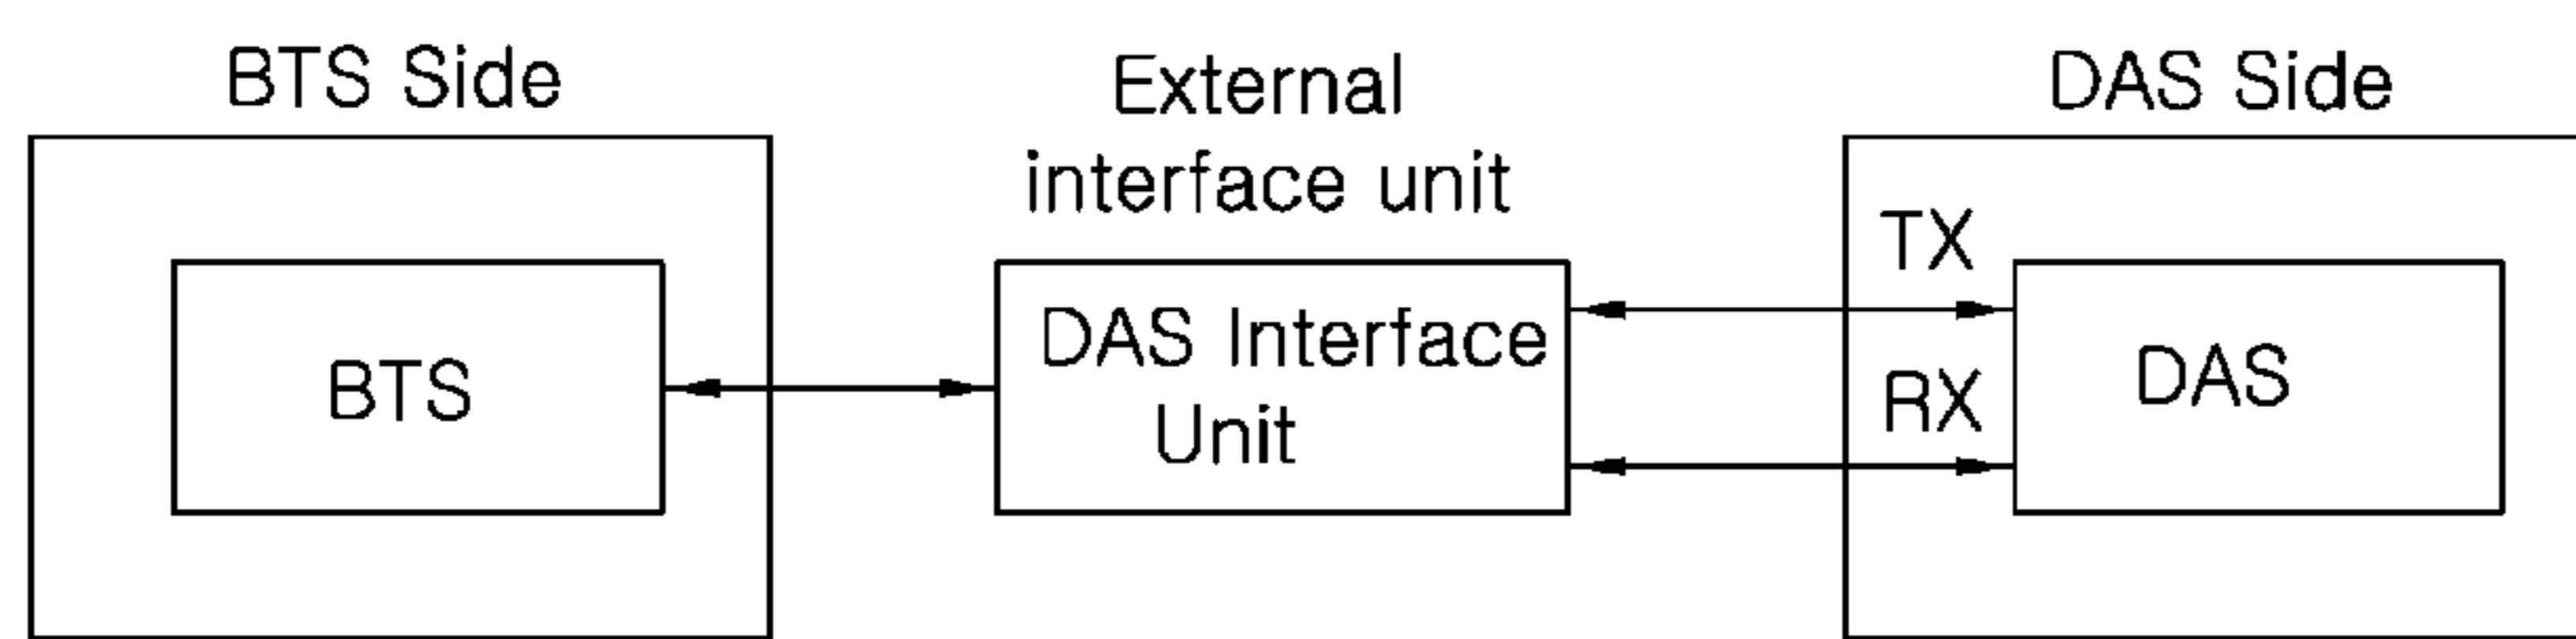 BTS Side
External
interface unit
DAS Side
BTS
DAS Interface
Unit
TX
RX
DAS